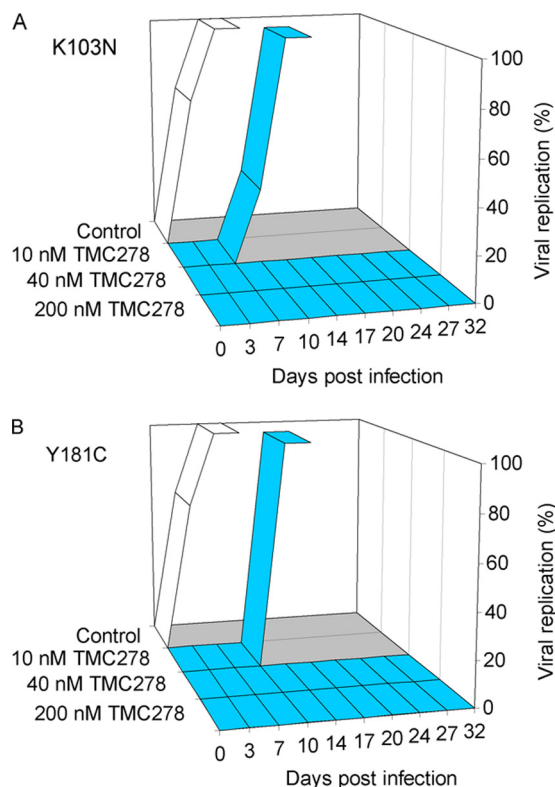 A
K103N
100
80
60
40
20
0
Viral replication (%)
Control
10 nM TMC278
40 nM TMC278
200 nM TMC278
0 3 7 10 14 17 20 24 27 32
Days post infection
B
Y181C
100
80
60
40
20
0
Viral replication (%)
Control
10 nM TMC278
40 nM TMC278
200 nM TMC278
0 3 7 10 14 17 20 24 27 32
Days post infection